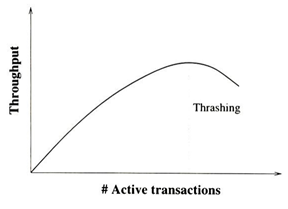 Throughput
Thrashing
# Active transactions